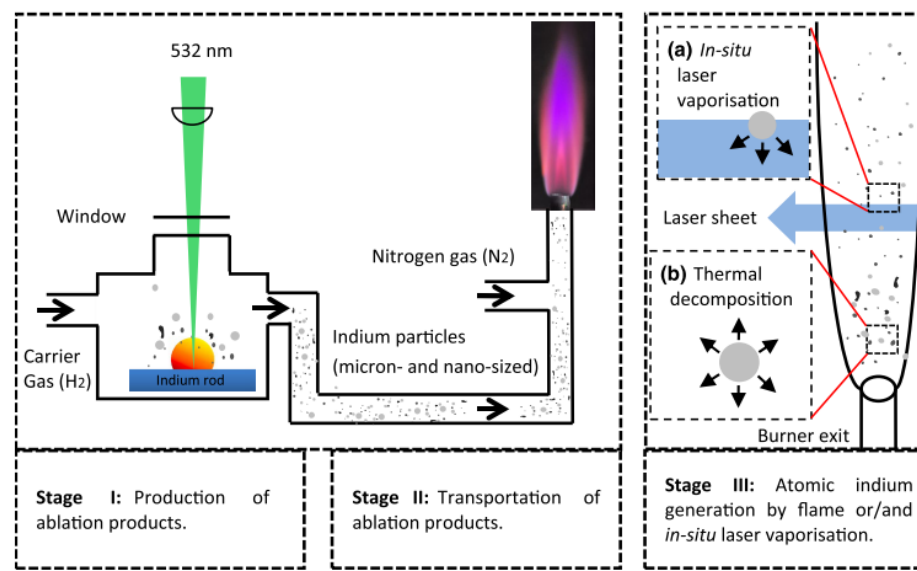 532 nm
Window
Carrier
Gas (H2)
Indium rod
Nitrogen gas (N2)
Indium particles
(micron- and nano-sized)
(a) In-situ
laser
vaporisation
Laser sheet
(b) Thermal
decomposition
Burner exit
Stage I: Production of
ablation products.
Stage II: Transportation of
ablation products.
Stage III: Atomic indium
generation by flame or/and
in-situ laser vaporisation.